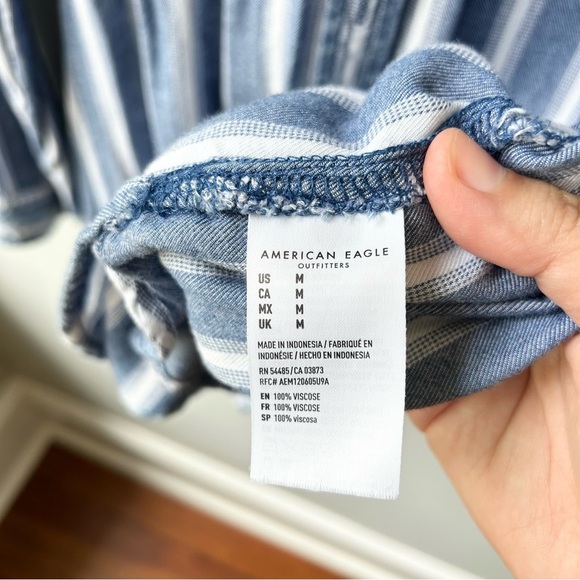 AMERICAN EAGLE
OUTFITTERS
US M
CA M
MX M
UK M
MADE IN INDONESIA / FABRIQUÉ EN
INDONÉSIE / HECHO EN INDONESIA
RN 54485/CA 03873
RFC# AEM120605U9A
EN 100% VISCOSE
FR 100% VISCOSE
SP 100% viscosa